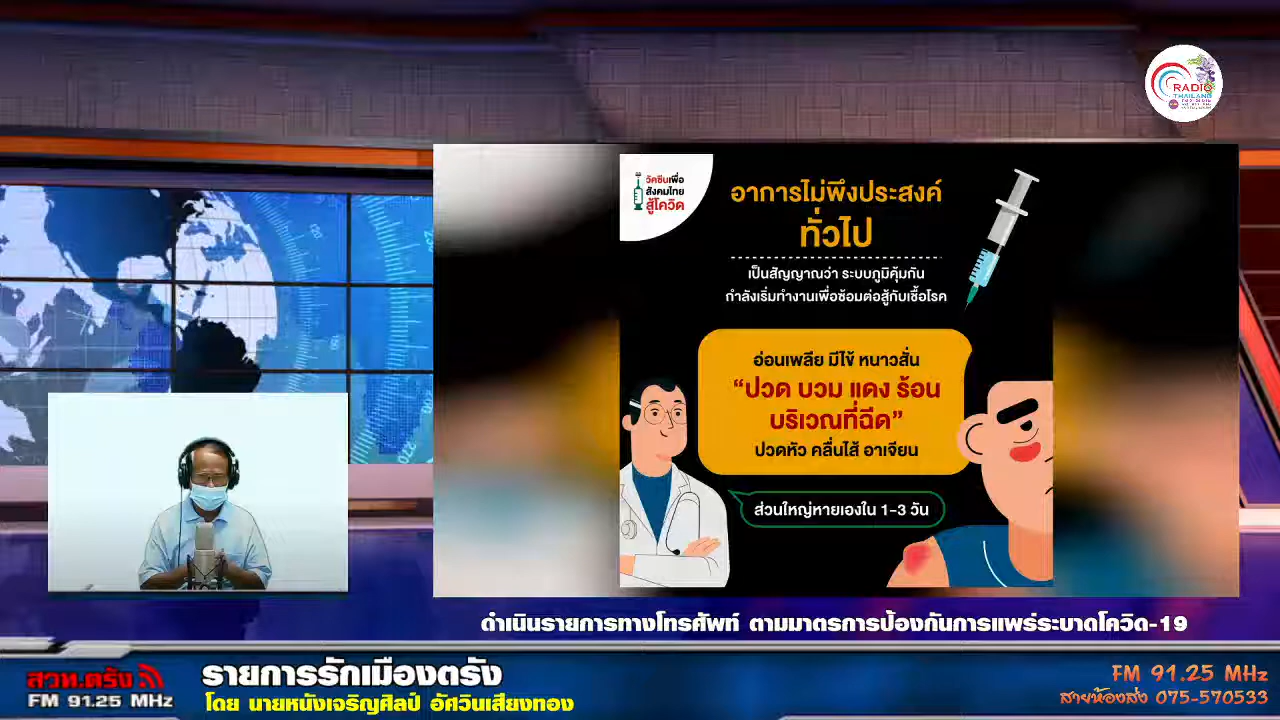 RADIO
THAILAND
วัคซีนเพื่อ
สังคมไทย
สู้โควิด
อาการไม่พึงประสงค์
ทั่วไป
เป็นสัญญาณว่า ระบบภูมิคุ้มกัน
กำลังเริ่มทำงานเพื่อซ้อมต่อสู้กับเชื้อโรค
อ่อนเพลีย มีไข้ หนาวสั่น
“ปวด บวม แดง ร้อน
บริเวณที่ฉีด”
ปวดหัว คลื่นไส้ อาเจียน
ส่วนใหญ่หายเองใน 1-3 วัน
ดำเนินรายการทางโทรศัพท์ ตามมาตรการป้องกันการแพร่ระบาดโควิด-19
สวท.ตรัง
FM 91.25 MHz
รายการรักเมืองตรัง
โดย นายหนังเจริญศิลป์ อัศวินเสียงทอง
FM 91.25 MHz
สายห้องส่ง 075-570533